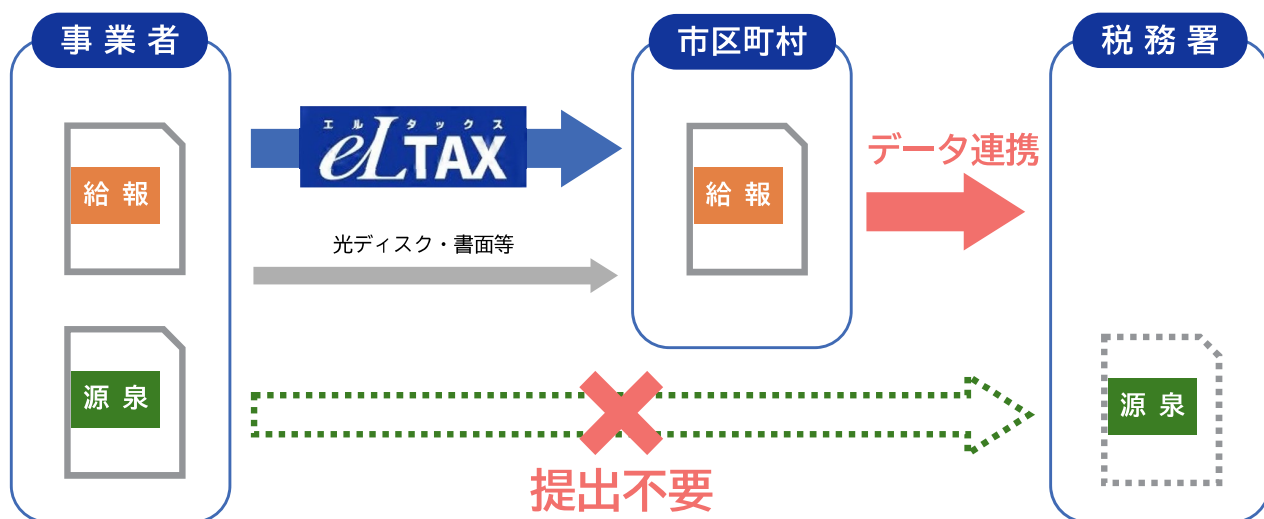 事業者
市区町村
税務署
エルタックス
eLTAX
データ連携
給報
給報
光ディスク・書面等
源泉
源泉
提出不要